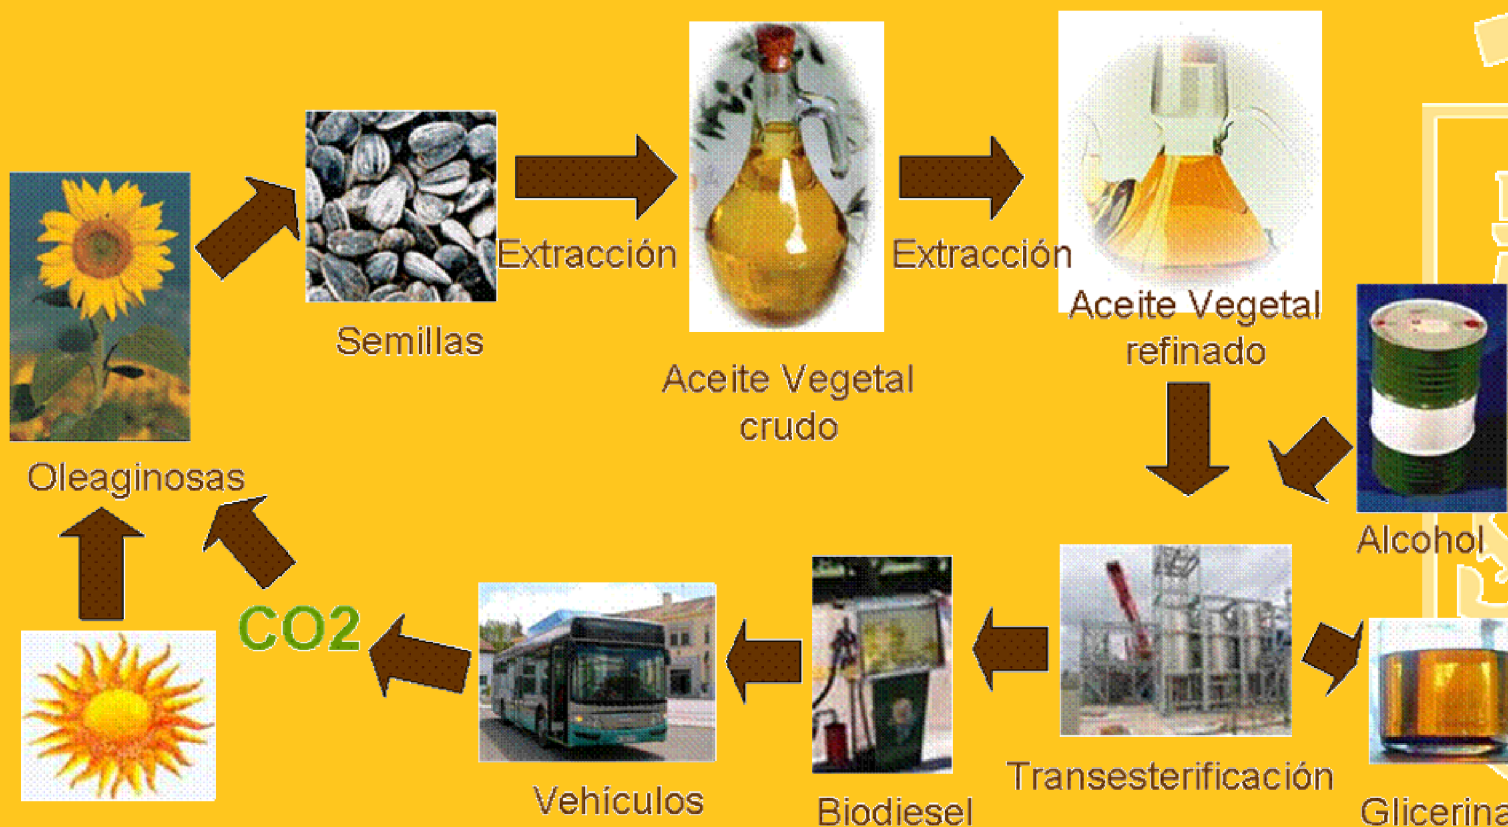 Extracción
Extracción
Semillas
Aceite Vegetal
crudo
Aceite Vegetal
refinado
Oleaginosas
Alcohol
CO2
Vehículos
Biodiesel
Transesterificación
Glicerina